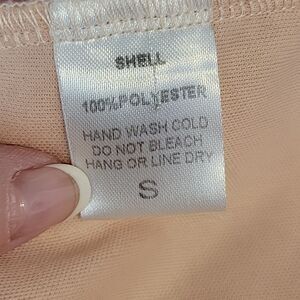 SHELL
100%POLYESTER
HAND WASH COLD
DO NOT BLEACH
HANG OR LINE DRY
S